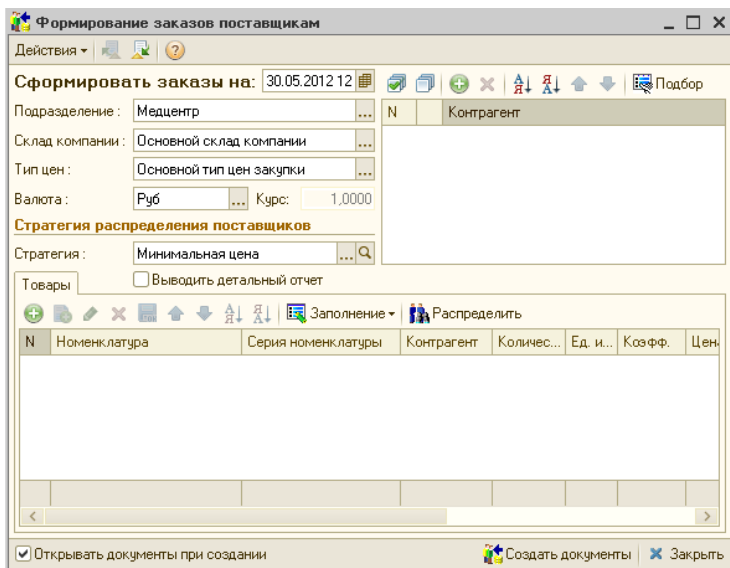 Формирование заказов поставщикам
Действия
Сформировать заказы на: 30.05.2012 12 Подбор
Подразделение : Медцентр ... N Контрагент
Склад компании : Основной склад компании ...
Тип цен : Основной тип цен закупки ...
Валюта : Руб ... Курс: 1,0000
Стратегия распределения поставщиков
Стратегия : Минимальная цена ...
Товары Выводить детальный отчет
Заполнение Распределить
N Номенклатура Серия номенклатуры Контрагент Количес... Ед. и... Коэфф. Цена
Открывать документы при создании Создать документы Закрыть